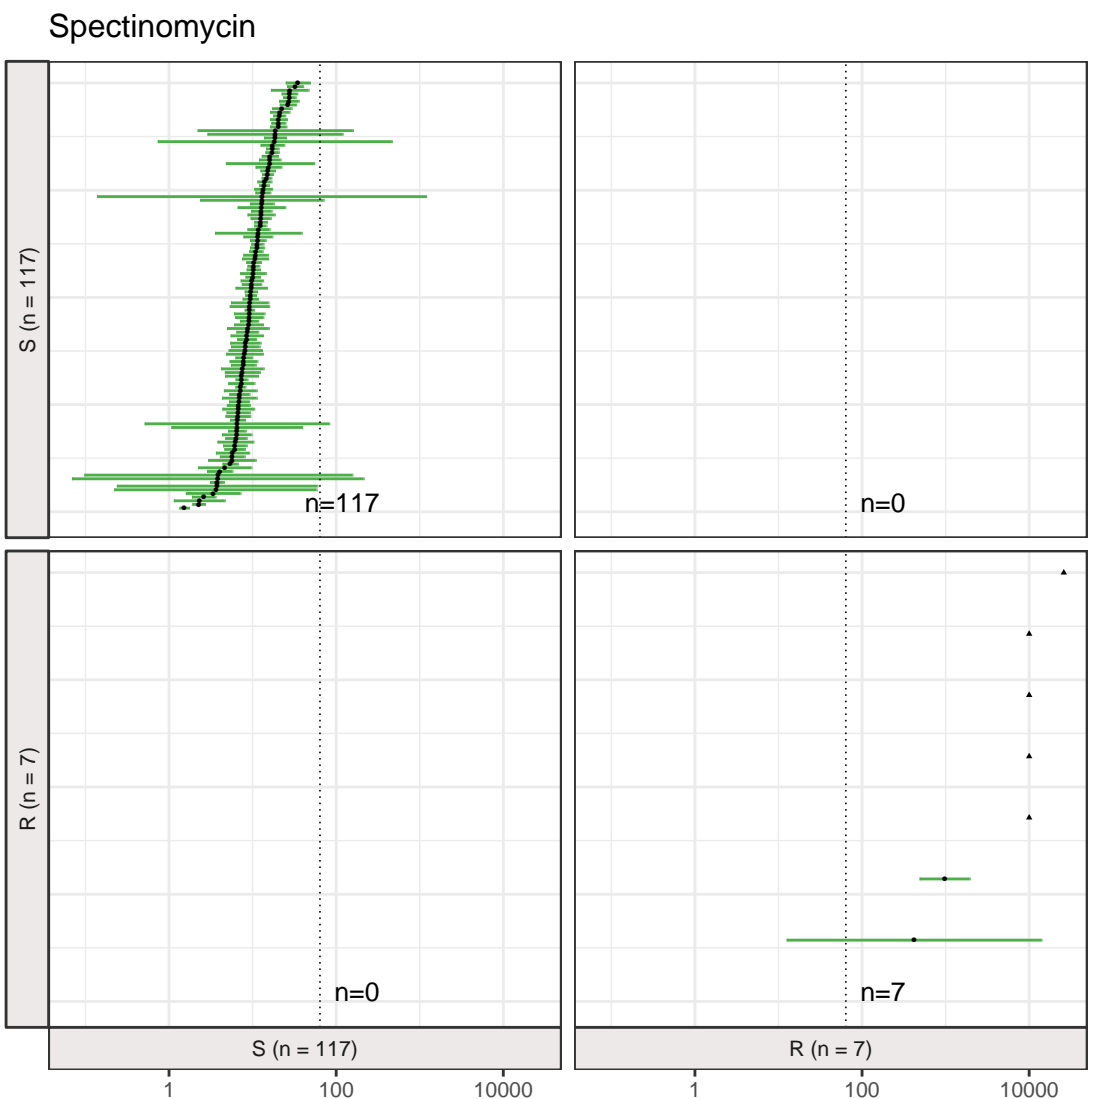 Spectinomycin
S (n = 117)
n=117
n=0
R (n = 7)
n=0
n=7
S (n = 117)
R (n = 7)
1
100
10000
1
100
10000